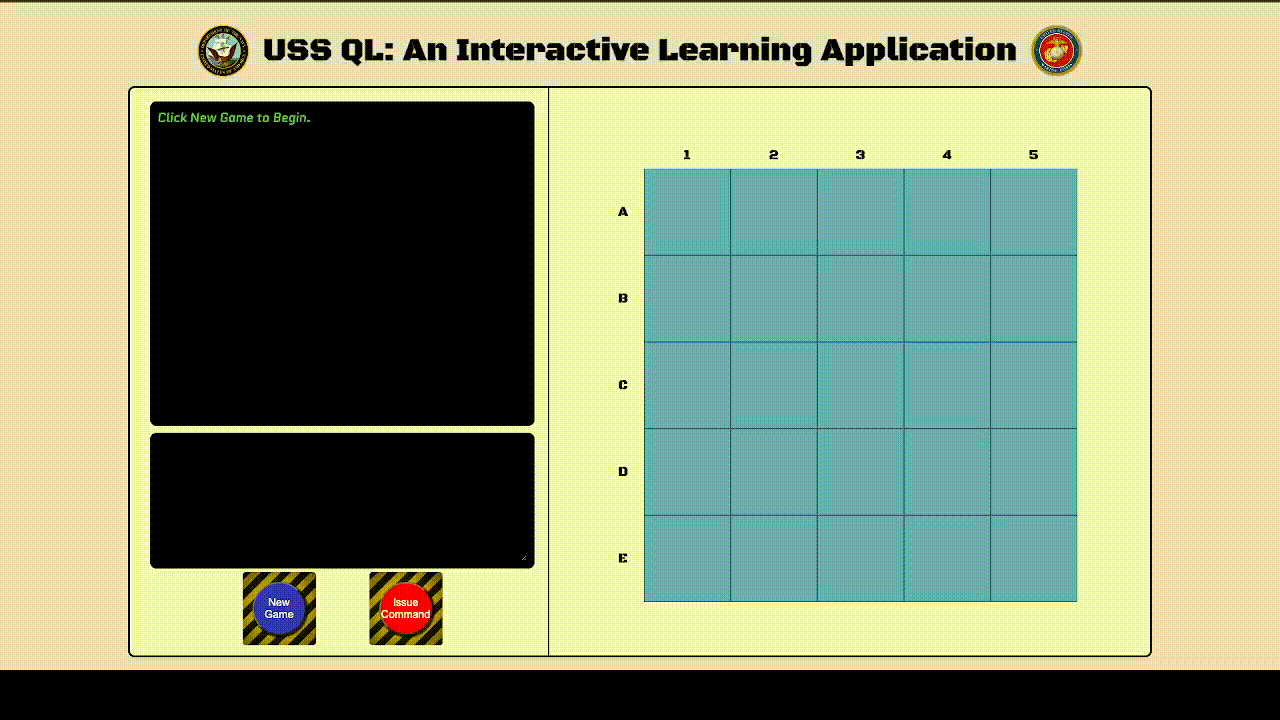 USS QL: An Interactive Learning Application
Click New Game to Begin.
New
Game
Issue
Command
1 2 3 4 5
A
B
C
D
E